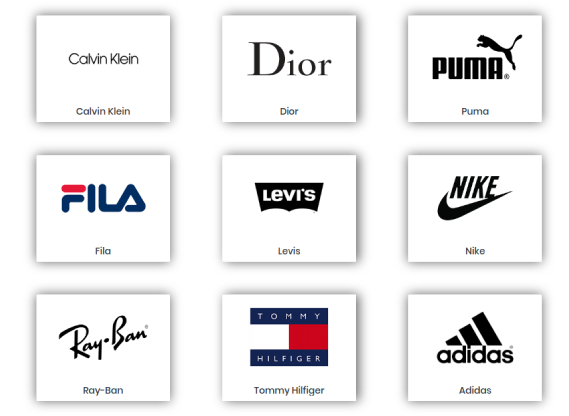 Calvin Klein
Calvin Klein
Dior
Dior
PUMA®
Puma
FILA
Fila
LEVI'S
Levis
NIKE
Nike
Ray-Ban
Ray-Ban
TOMMY
HILFIGER
Tommy Hilfiger
adidas
Adidas